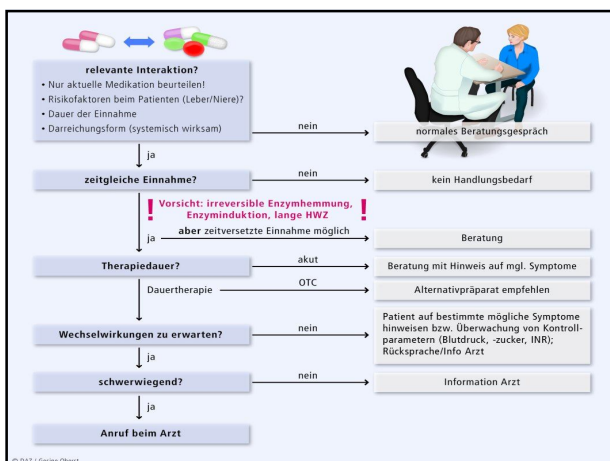 relevante Interaktion?
• Nur aktuelle Medikation beurteilen!
• Risikofaktoren beim Patienten (Leber/Niere)?
• Dauer der Einnahme
• Darreichungsform (systemisch wirksam)
nein
normales Beratungsgespräch
ja
zeitgleiche Einnahme?
nein
kein Handlungsbedarf
! Vorsicht: irreversible Enzymhemmung, !
Enzyminduktion, lange HWZ
ja
aber zeitversetzte Einnahme möglich
Beratung
Therapiedauer?
akut
Beratung mit Hinweis auf mgl. Symptome
Dauertherapie
OTC
Alternativpräparat empfehlen
Wechselwirkungen zu erwarten?
nein
Patient auf bestimmte mögliche Symptome
hinweisen bzw. Überwachung von Kontroll-
parametern (Blutdruck, -zucker, INR);
Rücksprache/Info Arzt
ja
schwerwiegend?
nein
Information Arzt
ja
Anruf beim Arzt